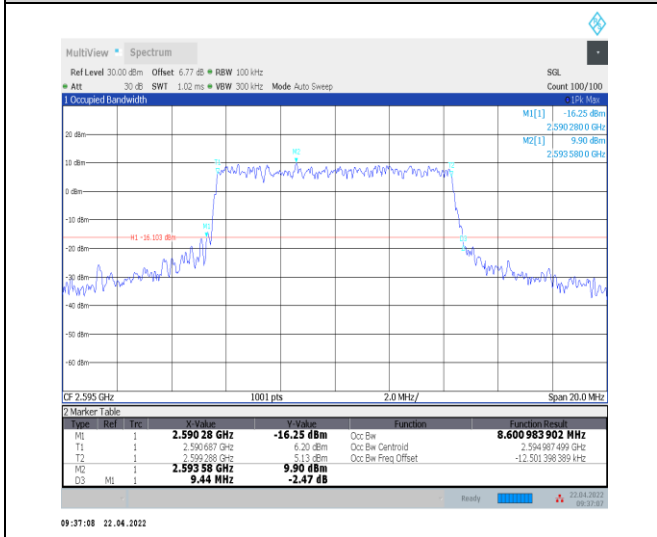 MultiView Spectrum
Ref Level 30.00 dBm Offset 6.77 dB RBW 100 kHz SGL
Att 30 dB SWT 1.02 ms VBW 300 kHz Mode Auto Sweep Count 100/100
1 Occupied Bandwidth 1Pk Max
M1[1] -16.25 dBm
2.590 280 0 GHz
M2[1] 9.90 dBm
2.593 580 0 GHz
20 dBm
M2
10 dBm
0 dBm
-10 dBm
M1
H1 -16.103 dBm
-20 dBm
-30 dBm
-40 dBm
-50 dBm
-60 dBm
CF 2.595 GHz 1001 pts 2.0 MHz/ Span 20.0 MHz
2 Marker Table
Type Ref Trc X-Value Y-Value Function Function Result
M1 1 2.590 28 GHz -16.25 dBm Occ Bw 8.600 983 902 MHz
T1 1 2.590 687 GHz 6.20 dBm Occ Bw Centroid 2.594 987 499 GHz
T2 1 2.599 288 GHz 5.13 dBm Occ Bw Freq Offset -12.501 398 389 kHz
M2 1 2.593 58 GHz 9.90 dBm
D3 M1 1 9.44 MHz -2.47 dB
Ready 22.04.2022
09:37:07
09:37:08 22.04.2022